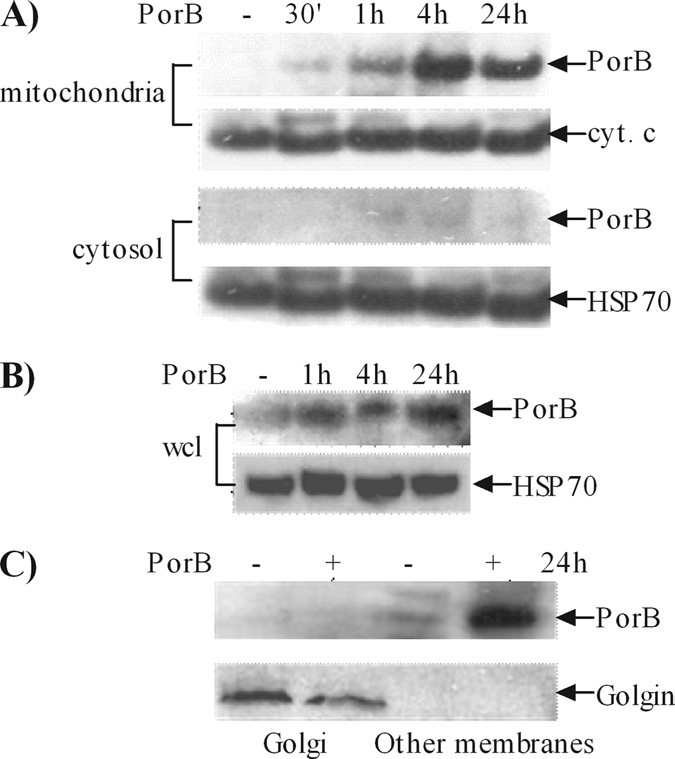 A) PorB - 30' 1h 4h 24h
PorB
mitochondria
cyt. c
PorB
cytosol
HSP70
B) PorB - 1h 4h 24h
PorB
wcl
HSP70
C) PorB - + - + 24h
PorB
Golgin
Golgi Other membranes